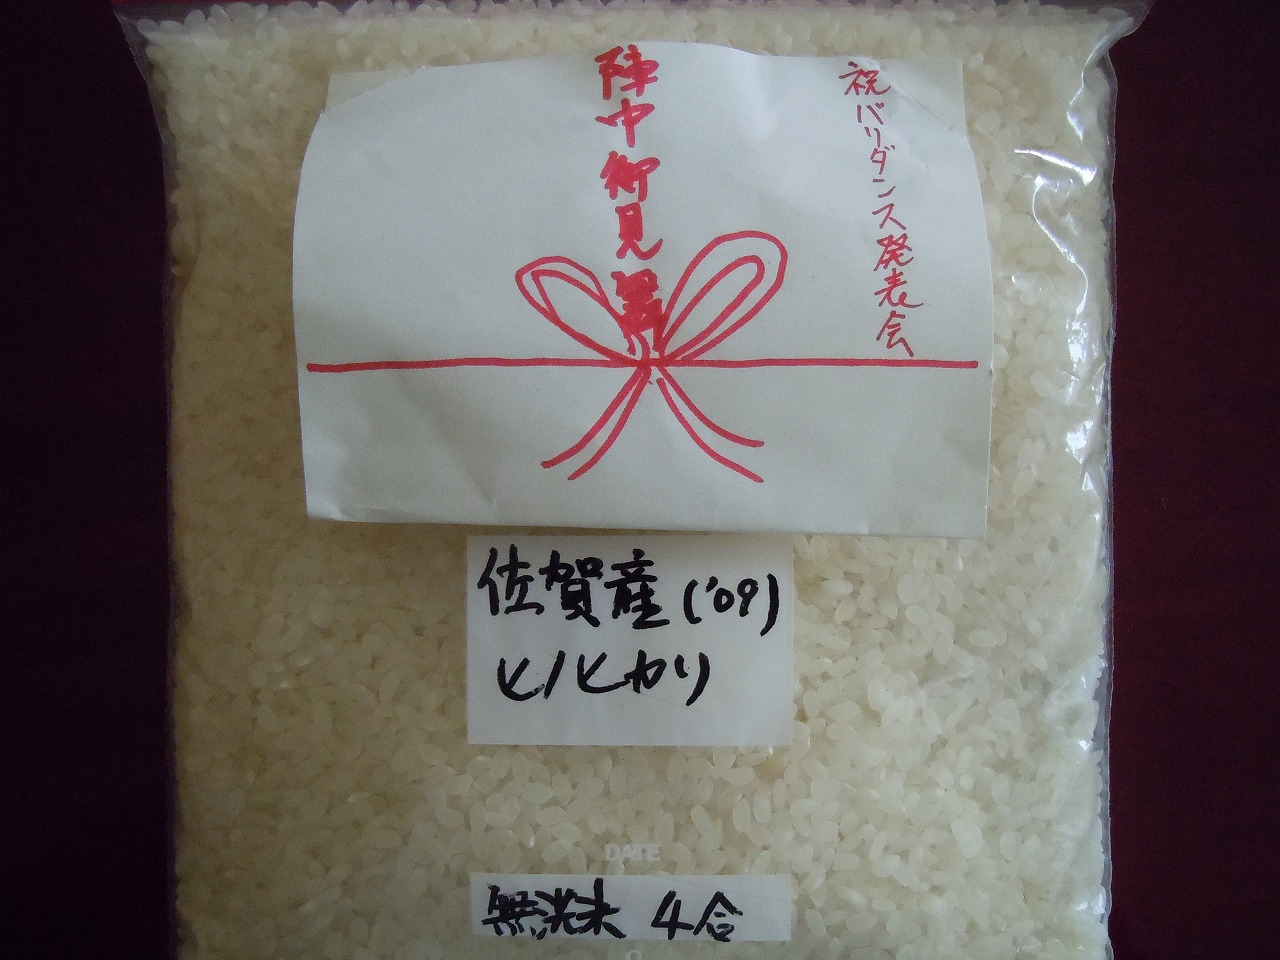 祝バリダンス発表会
陣中御見舞
佐賀産('09)
ヒノヒカリ
DATE
無洗米 4合